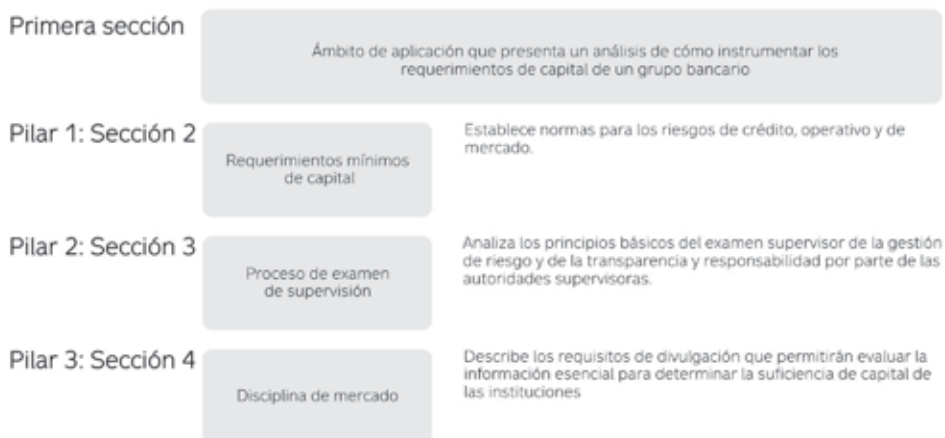 Primera sección
Ámbito de aplicación que presenta un análisis de cómo instrumentar los
requerimientos de capital de un grupo bancario
Pilar 1: Sección 2
Requerimientos mínimos
de capital
Establece normas para los riesgos de crédito, operativo y de
mercado.
Pilar 2: Sección 3
Proceso de examen
de supervisión
Analiza los principios básicos del examen supervisor de la gestión
de riesgo y de la transparencia y responsabilidad por parte de las
autoridades supervisoras.
Pilar 3: Sección 4
Disciplina de mercado
Describe los requisitos de divulgación que permitirán evaluar la
información esencial para determinar la suficiencia de capital de
las instituciones